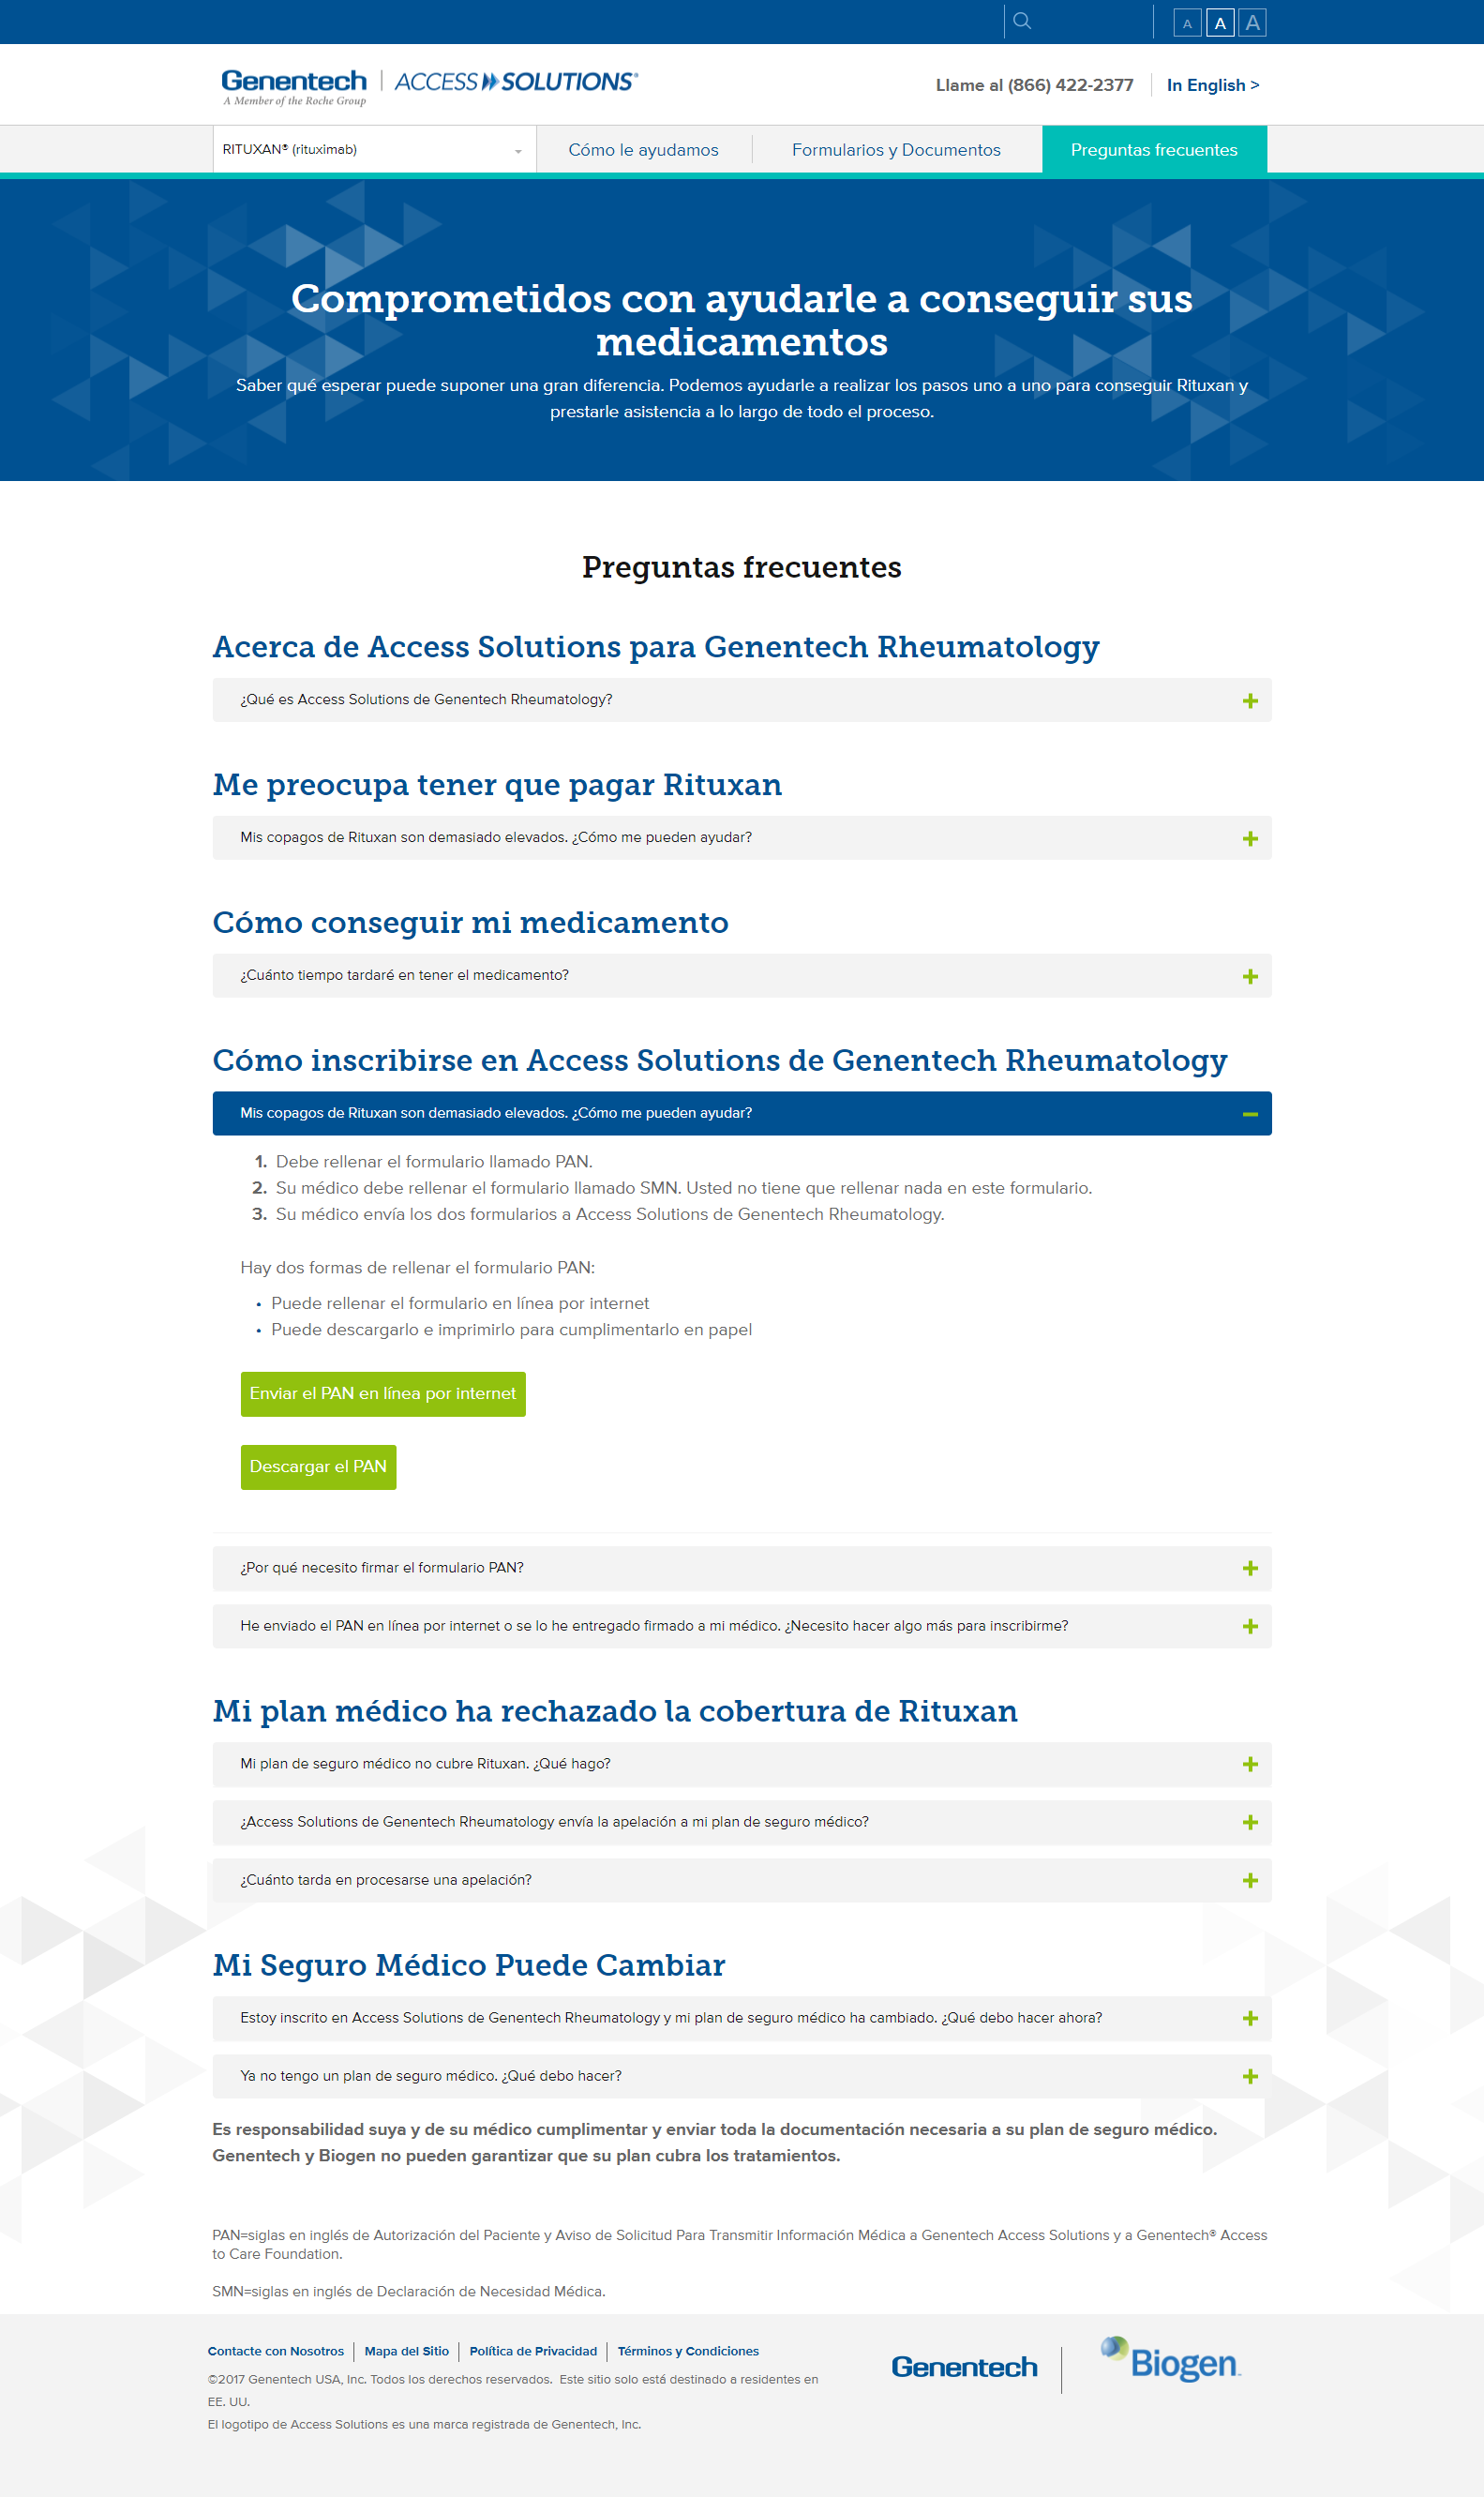 A A A
Genentech | ACCESS SOLUTIONS®
A Member of the Roche Group
Llame al (866) 422-2377
In English >
RITUXAN® (rituximab)
Cómo le ayudamos
Formularios y Documentos
Preguntas frecuentes
Comprometidos con ayudarle a conseguir sus
medicamentos
Saber qué esperar puede suponer una gran diferencia. Podemos ayudarle a realizar los pasos uno a uno para conseguir Rituxan y
prestarle asistencia a lo largo de todo el proceso.
Preguntas frecuentes
Acerca de Access Solutions para Genentech Rheumatology
¿Qué es Access Solutions de Genentech Rheumatology?
Me preocupa tener que pagar Rituxan
Mis copagos de Rituxan son demasiado elevados. ¿Cómo me pueden ayudar?
Cómo conseguir mi medicamento
¿Cuánto tiempo tardaré en tener el medicamento?
Cómo inscribirse en Access Solutions de Genentech Rheumatology
Mis copagos de Rituxan son demasiado elevados. ¿Cómo me pueden ayudar?
1. Debe rellenar el formulario llamado PAN.
2. Su médico debe rellenar el formulario llamado SMN. Usted no tiene que rellenar nada en este formulario.
3. Su médico envía los dos formularios a Access Solutions de Genentech Rheumatology.
Hay dos formas de rellenar el formulario PAN:
• Puede rellenar el formulario en línea por internet
• Puede descargarlo e imprimirlo para cumplimentarlo en papel
Enviar el PAN en línea por internet
Descargar el PAN
¿Por qué necesito firmar el formulario PAN?
He enviado el PAN en línea por internet o se lo he entregado firmado a mi médico. ¿Necesito hacer algo más para inscribirme?
Mi plan médico ha rechazado la cobertura de Rituxan
Mi plan de seguro médico no cubre Rituxan. ¿Qué hago?
¿Access Solutions de Genentech Rheumatology envía la apelación a mi plan de seguro médico?
¿Cuánto tarda en procesarse una apelación?
Mi Seguro Médico Puede Cambiar
Estoy inscrito en Access Solutions de Genentech Rheumatology y mi plan de seguro médico ha cambiado. ¿Qué debo hacer ahora?
Ya no tengo un plan de seguro médico. ¿Qué debo hacer?
Es responsabilidad suya y de su médico cumplimentar y enviar toda la documentación necesaria a su plan de seguro médico.
Genentech y Biogen no pueden garantizar que su plan cubra los tratamientos.
PAN=siglas en inglés de Autorización del Paciente y Aviso de Solicitud Para Transmitir Información Médica a Genentech Access Solutions y a Genentech® Access
to Care Foundation.
SMN=siglas en inglés de Declaración de Necesidad Médica.
Contacte con Nosotros | Mapa del Sitio | Política de Privacidad | Términos y Condiciones
©2017 Genentech USA, Inc. Todos los derechos reservados. Este sitio solo está destinado a residentes en
EE. UU.
El logotipo de Access Solutions es una marca registrada de Genentech, Inc.
Genentech
Biogen